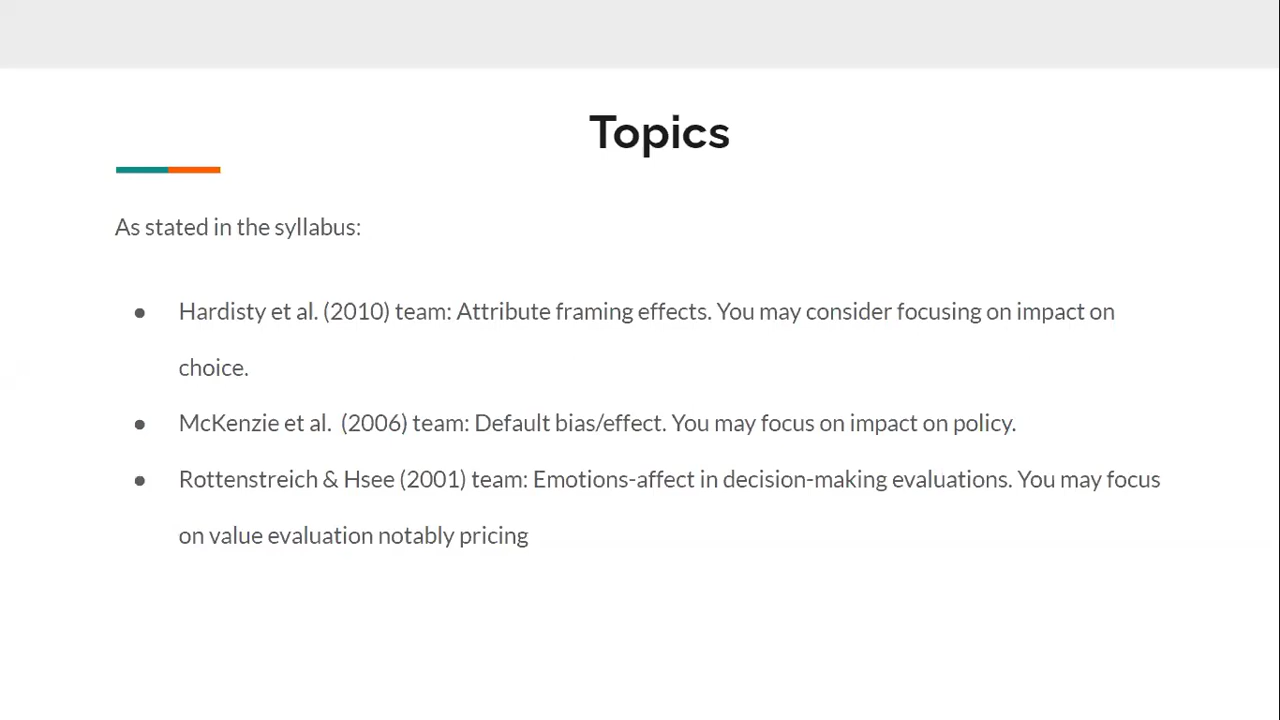 Topics
As stated in the syllabus:
● Hardisty et al. (2010) team: Attribute framing effects. You may consider focusing on impact on
choice.
● McKenzie et al.  (2006) team: Default bias/effect. You may focus on impact on policy.
● Rottenstreich & Hsee (2001) team: Emotions-affect in decision-making evaluations. You may focus
on value evaluation notably pricing